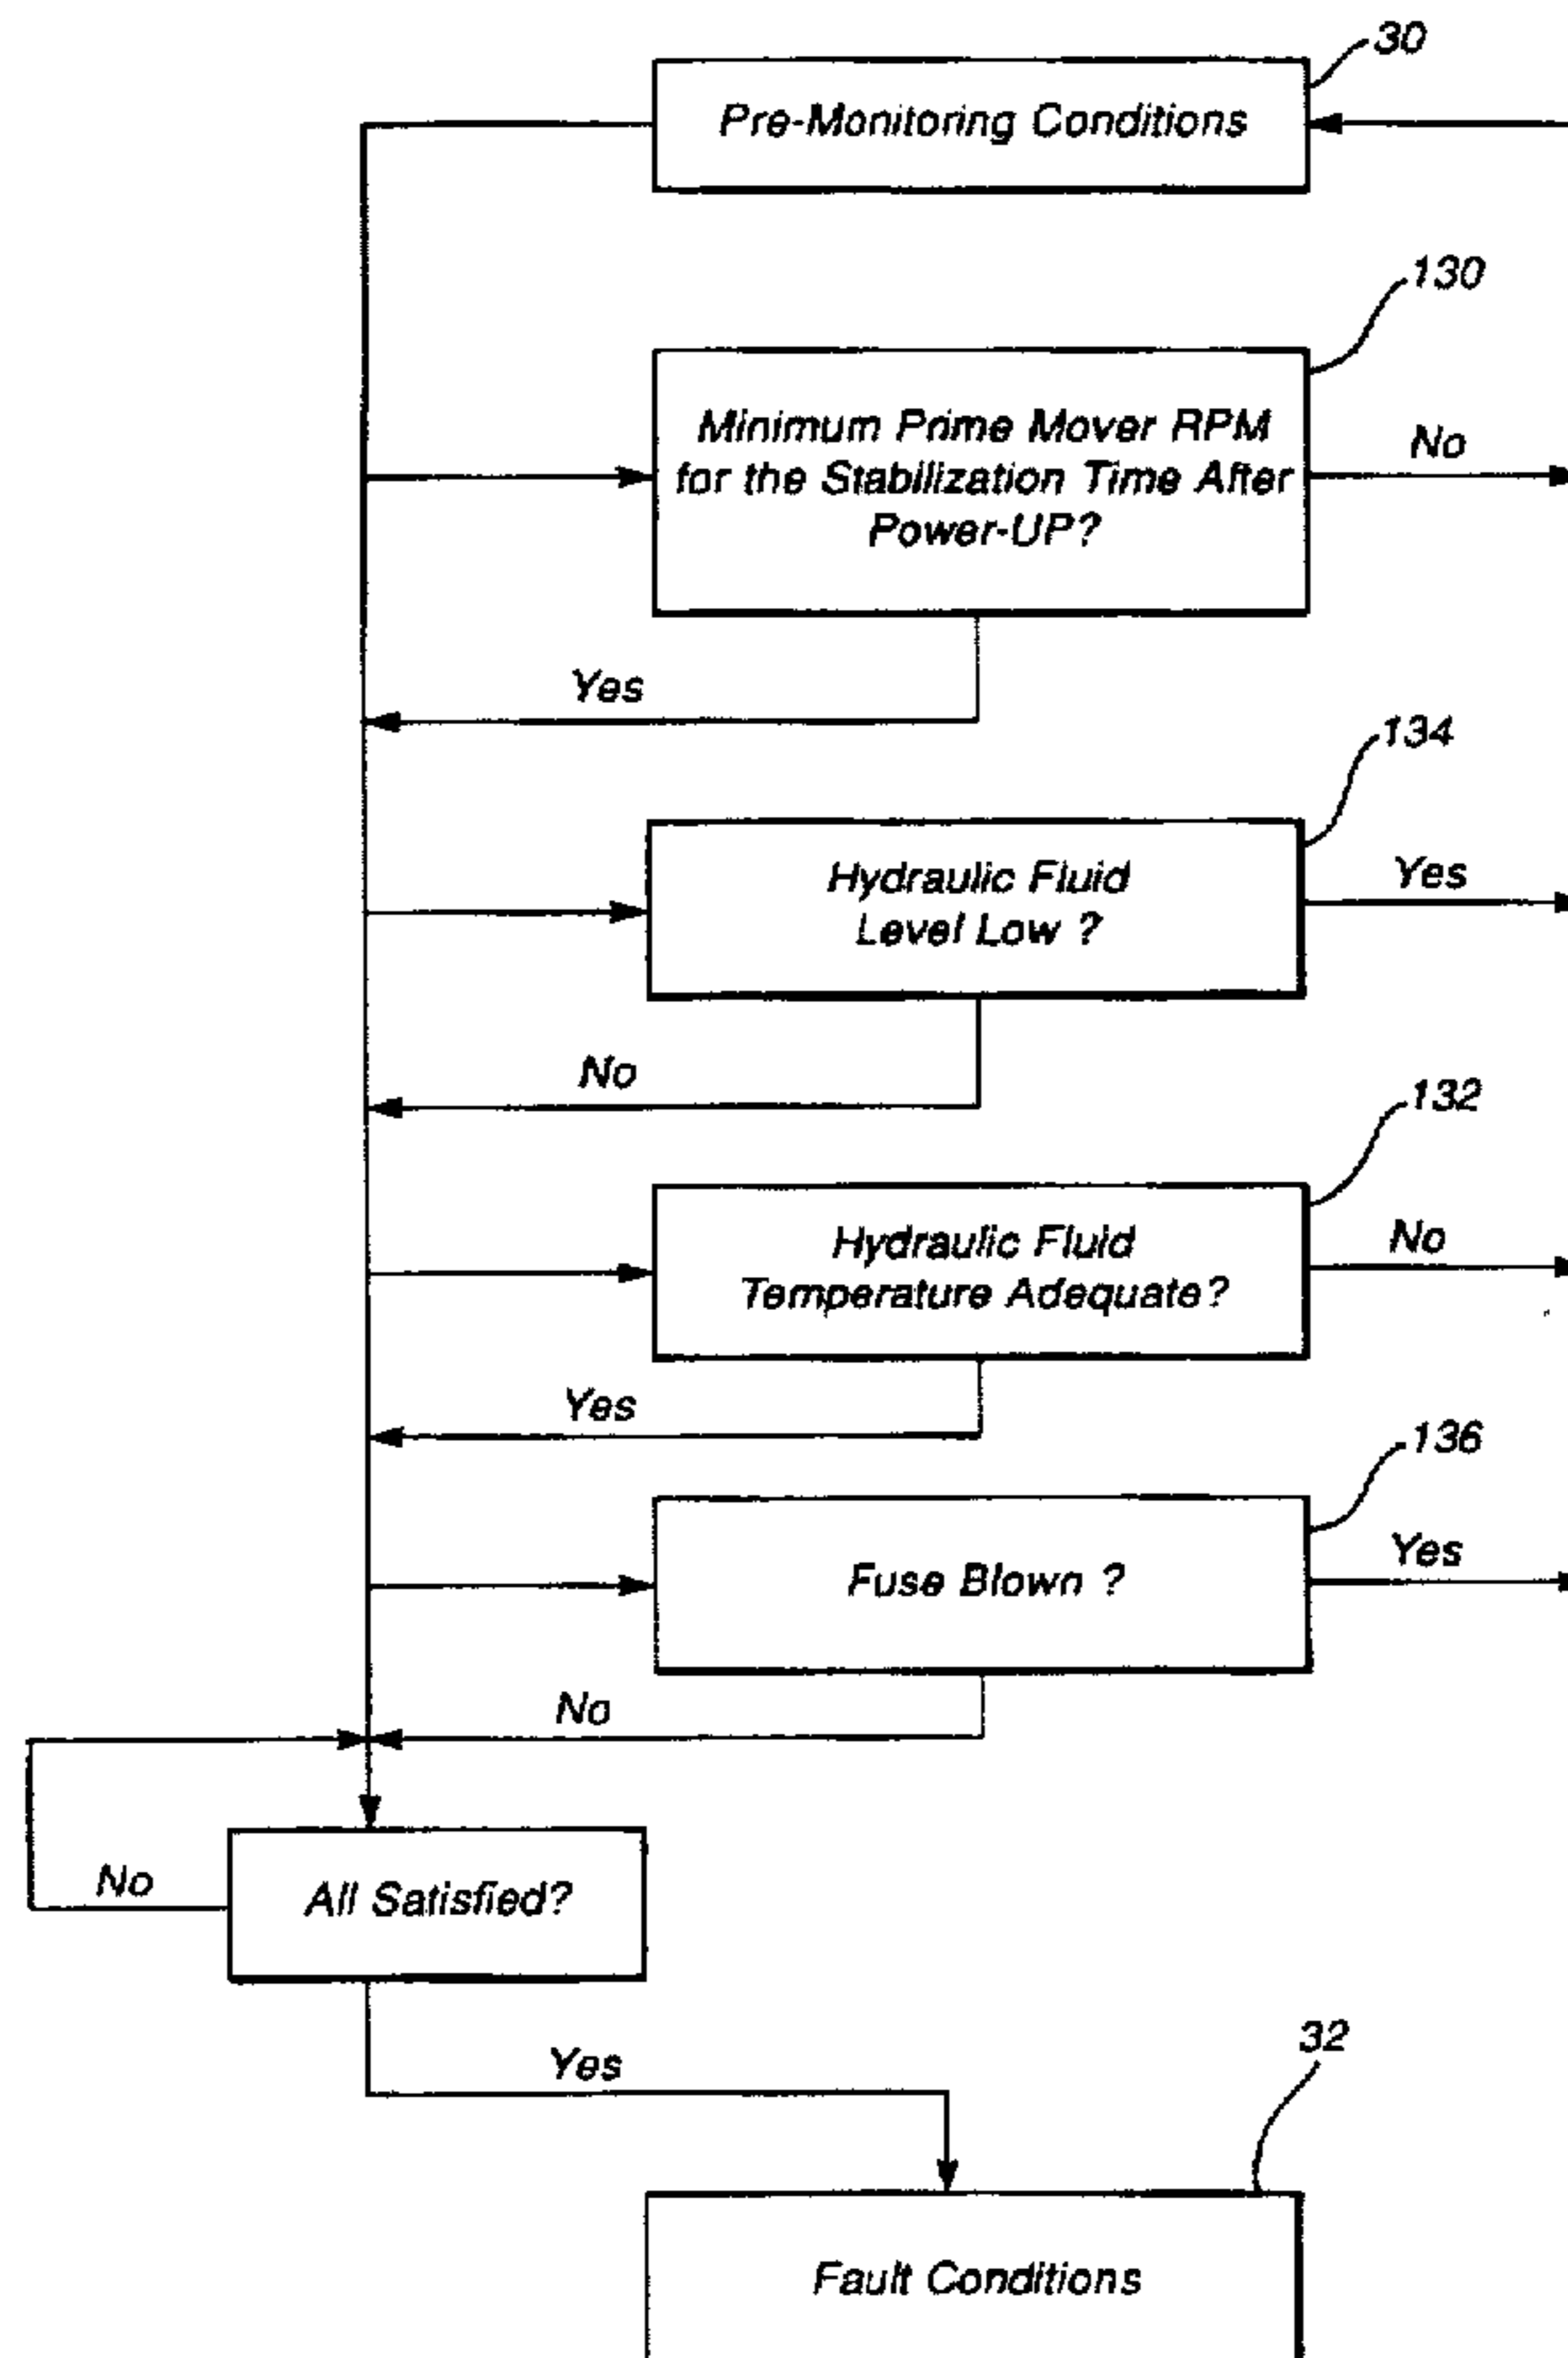 30
Pre-Monitoring Conditions
130
Minimum Prime Mover RPM
for the Stabilization Time After
Power-UP?
No
Yes
134
Hydraulic Fluid
Level Low ?
Yes
No
132
Hydraulic Fluid
Temperature Adequate?
No
Yes
136
Fuse Blown ?
Yes
No
All Satisfied?
No
Yes
32
Fault Conditions